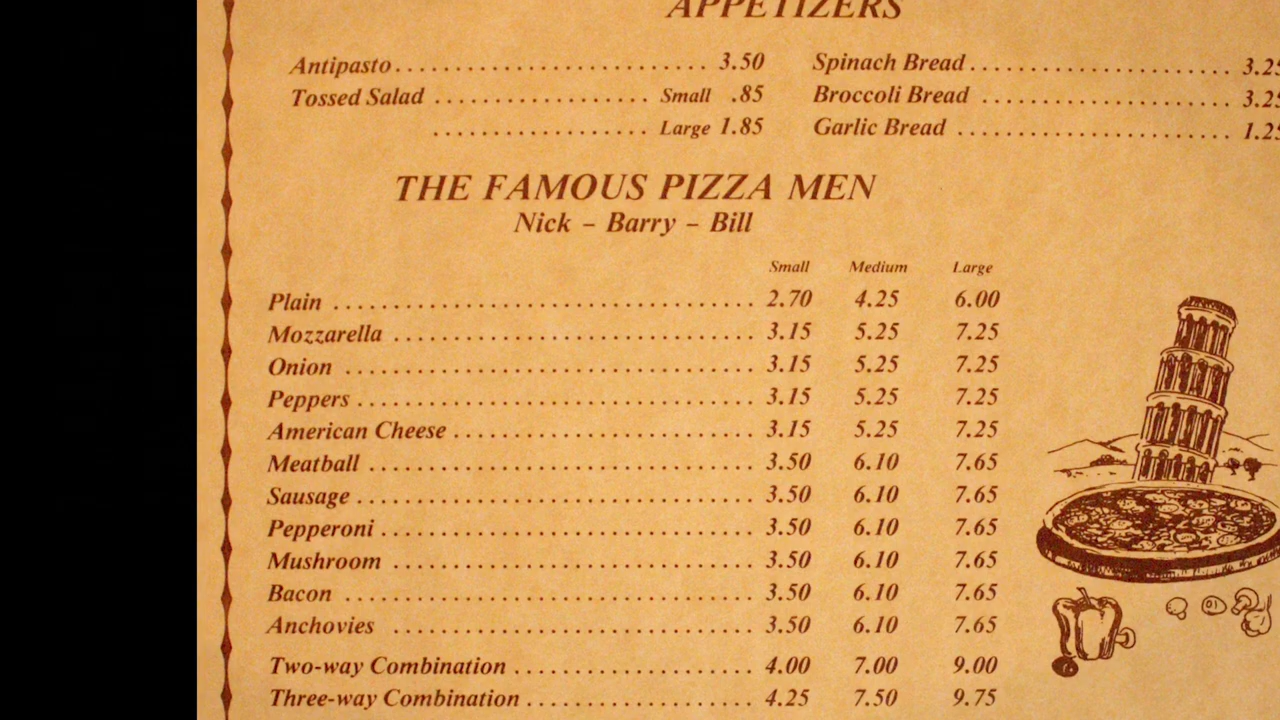 APPETIZERS
Antipasto.......................... 3.50
Tossed Salad .................. Small .85
.................. Large 1.85
Spinach Bread...................... 3.25
Broccoli Bread ..................... 3.25
Garlic Bread ....................... 1.25
THE FAMOUS PIZZA MEN
Nick – Barry – Bill
Small Medium Large
Plain ................................... 2.70 4.25 6.00
Mozzarella .............................. 3.15 5.25 7.25
Onion .................................. 3.15 5.25 7.25
Peppers ................................. 3.15 5.25 7.25
American Cheese ......................... 3.15 5.25 7.25
Meatball ................................ 3.50 6.10 7.65
Sausage ................................. 3.50 6.10 7.65
Pepperoni ............................... 3.50 6.10 7.65
Mushroom .............................. 3.50 6.10 7.65
Bacon .................................. 3.50 6.10 7.65
Anchovies .............................. 3.50 6.10 7.65
Two-way Combination .................... 4.00 7.00 9.00
Three-way Combination ................... 4.25 7.50 9.75